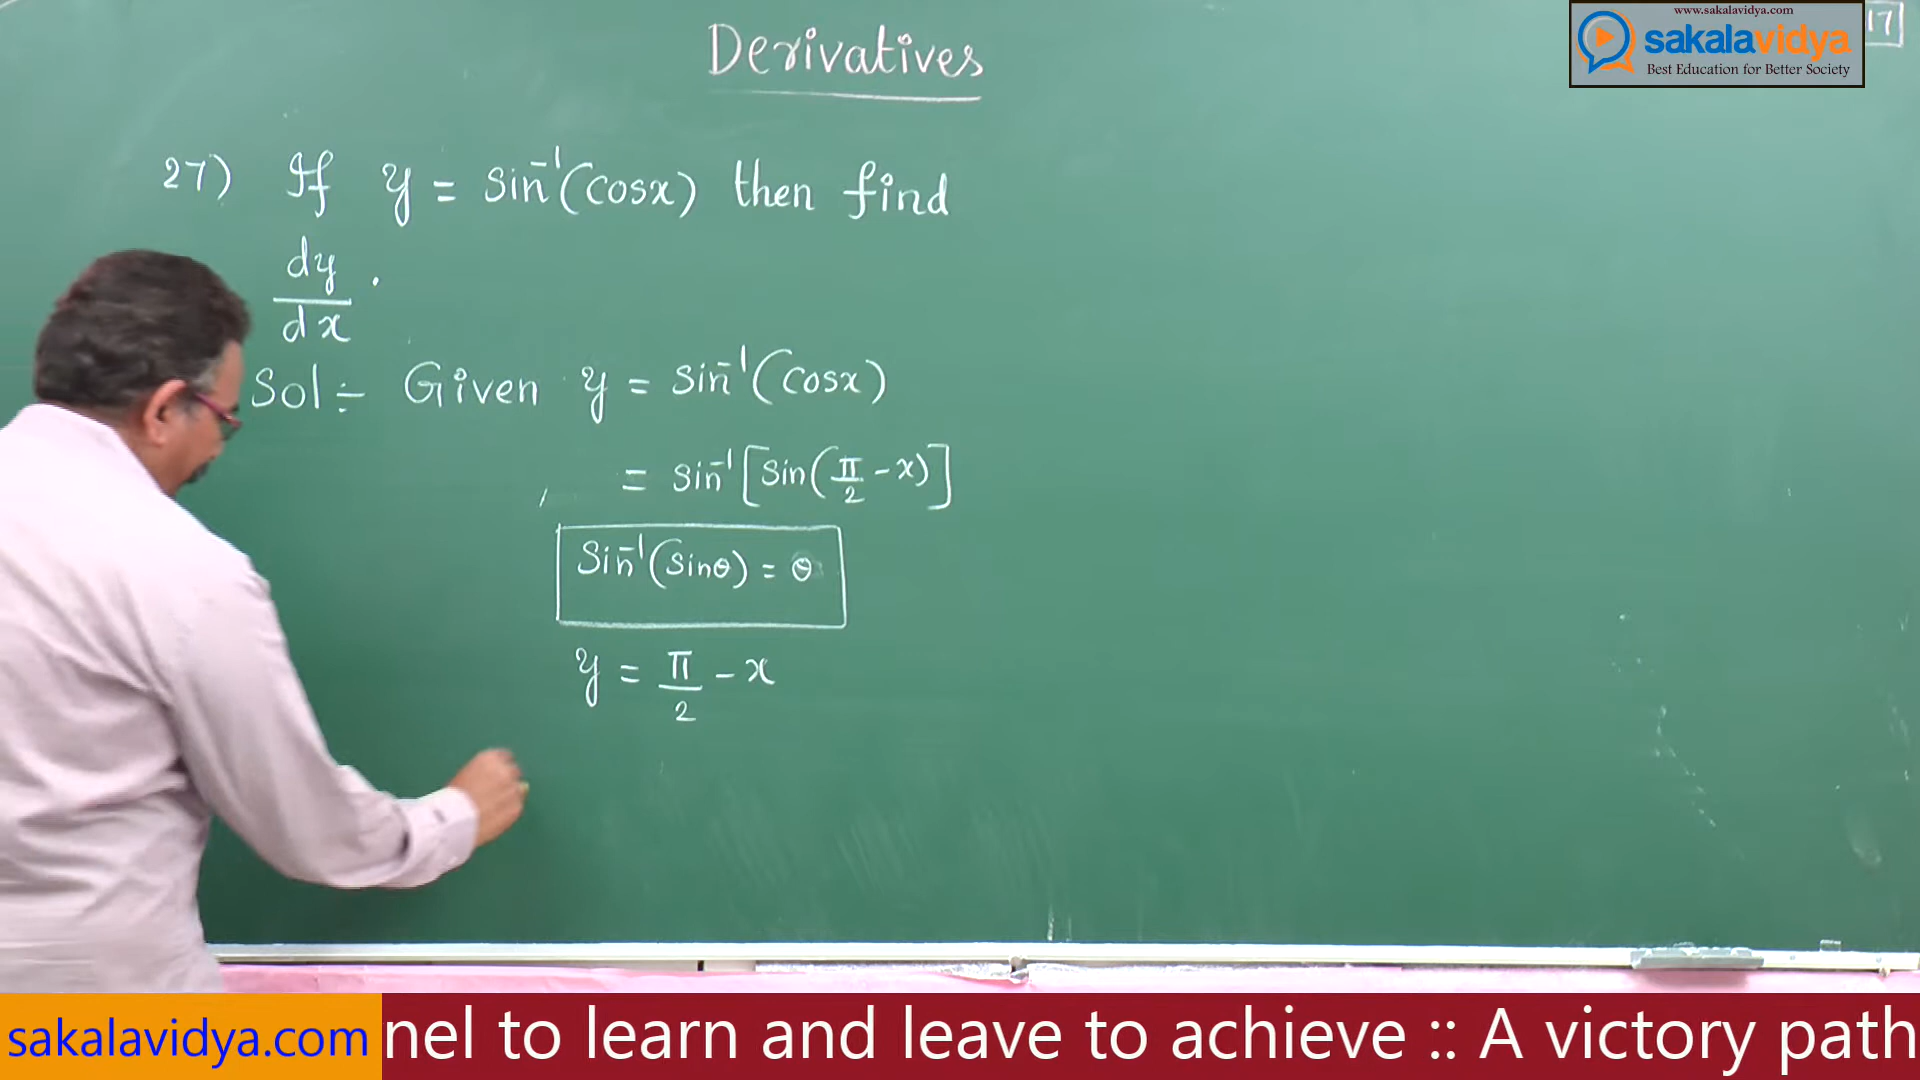 Derivatives
www.sakalavidya.com
sakalavidya
Best Education for Better Society
17
27) If y = sin⁻¹(cosx) then find
dy/dx .
Sol÷ Given y = sin⁻¹(cosx)
= sin⁻¹[sin(π/2 - x)]
Sin⁻¹(sinθ) = θ
y = π/2 - x
sakalavidya.com
nel to learn and leave to achieve :: A victory path